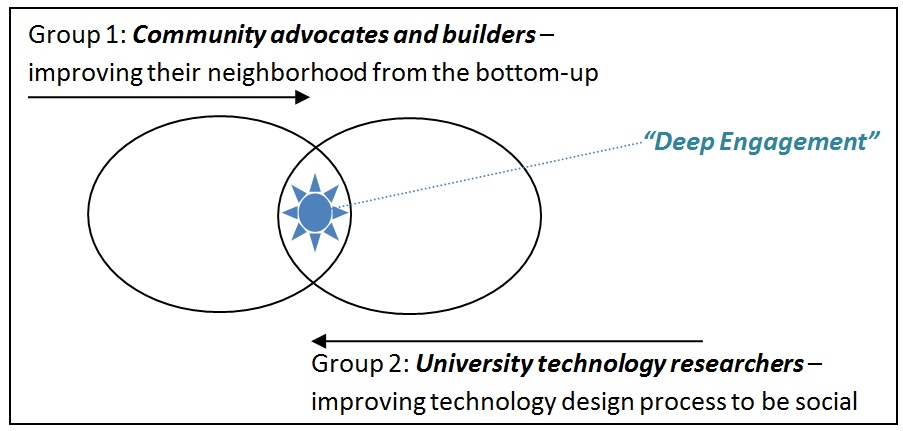 Group 1: Community advocates and builders –
improving their neighborhood from the bottom-up
“Deep Engagement”
Group 2: University technology researchers –
improving technology design process to be social